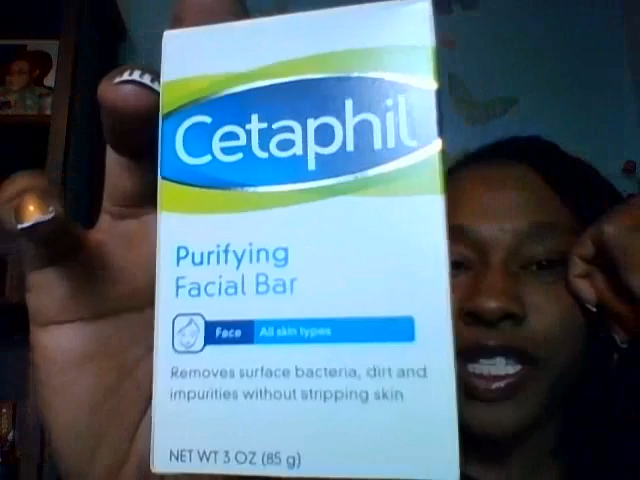 Cetaphil
Purifying
Facial Bar
Face All skin types
Removes surface bacteria, dirt and
impurities without stripping skin
NET WT 3 OZ (85 g)